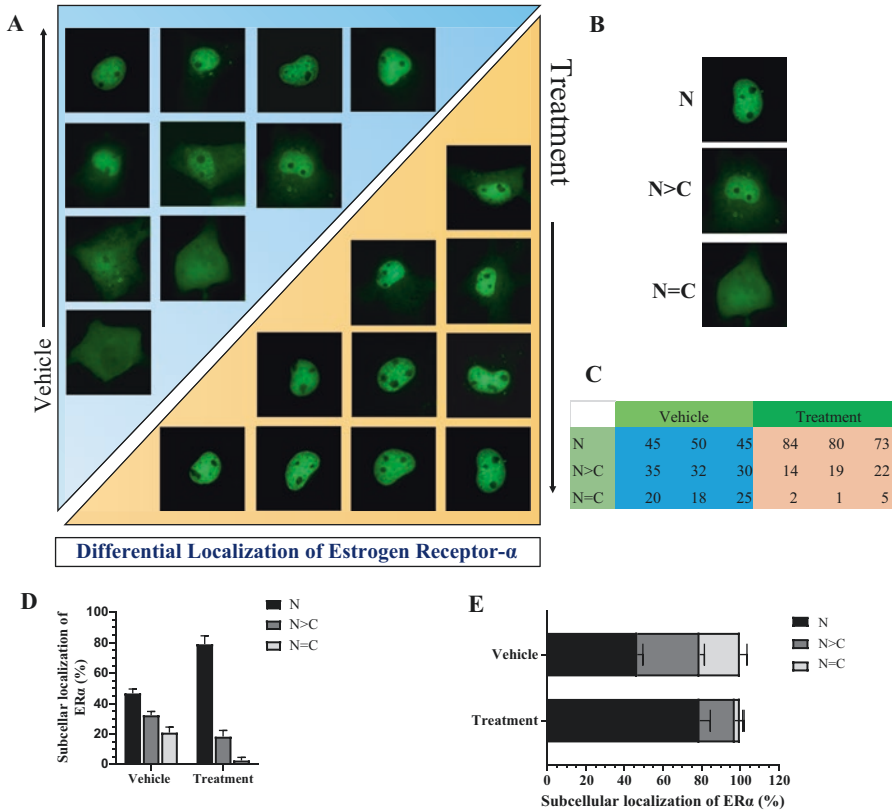 A
Vehicle
Treatment
Differential Localization of Estrogen Receptor-α
B
N
N>C
N=C
C
Vehicle Treatment
N 45 50 45 84 80 73
N>C 35 32 30 14 19 22
N=C 20 18 25 2 1 5
D
Subcellar localization of
ERα (%)
100
80
60
40
20
0
Vehicle Treatment
N
N>C
N=C
E
Vehicle
Treatment
0 20 40 60 80 100 120
Subcellular localization of ERα (%)
N
N>C
N=C